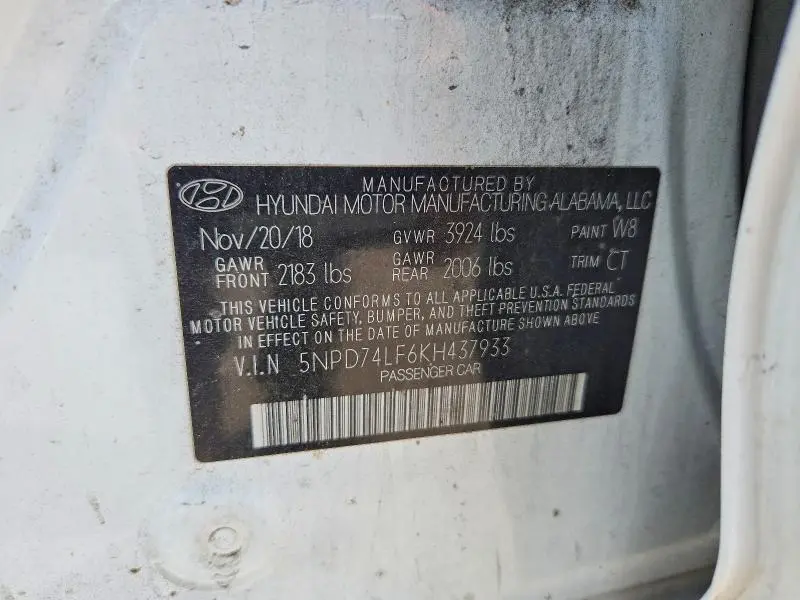 MANUFACTURED BY
HYUNDAI MOTOR MANUFACTURING ALABAMA, LLC
Nov/20/18 GVWR 3924 lbs PAINT W8
GAWR FRONT 2183 lbs GAWR REAR 2006 lbs TRIM CT
THIS VEHICLE CONFORMS TO ALL APPLICABLE U.S.A. FEDERAL
MOTOR VEHICLE SAFETY, BUMPER, AND THEFT PREVENTION STANDARDS
IN EFFECT ON THE DATE OF MANUFACTURE SHOWN ABOVE
V.I.N 5NPD74LF6KH437933
PASSENGER CAR